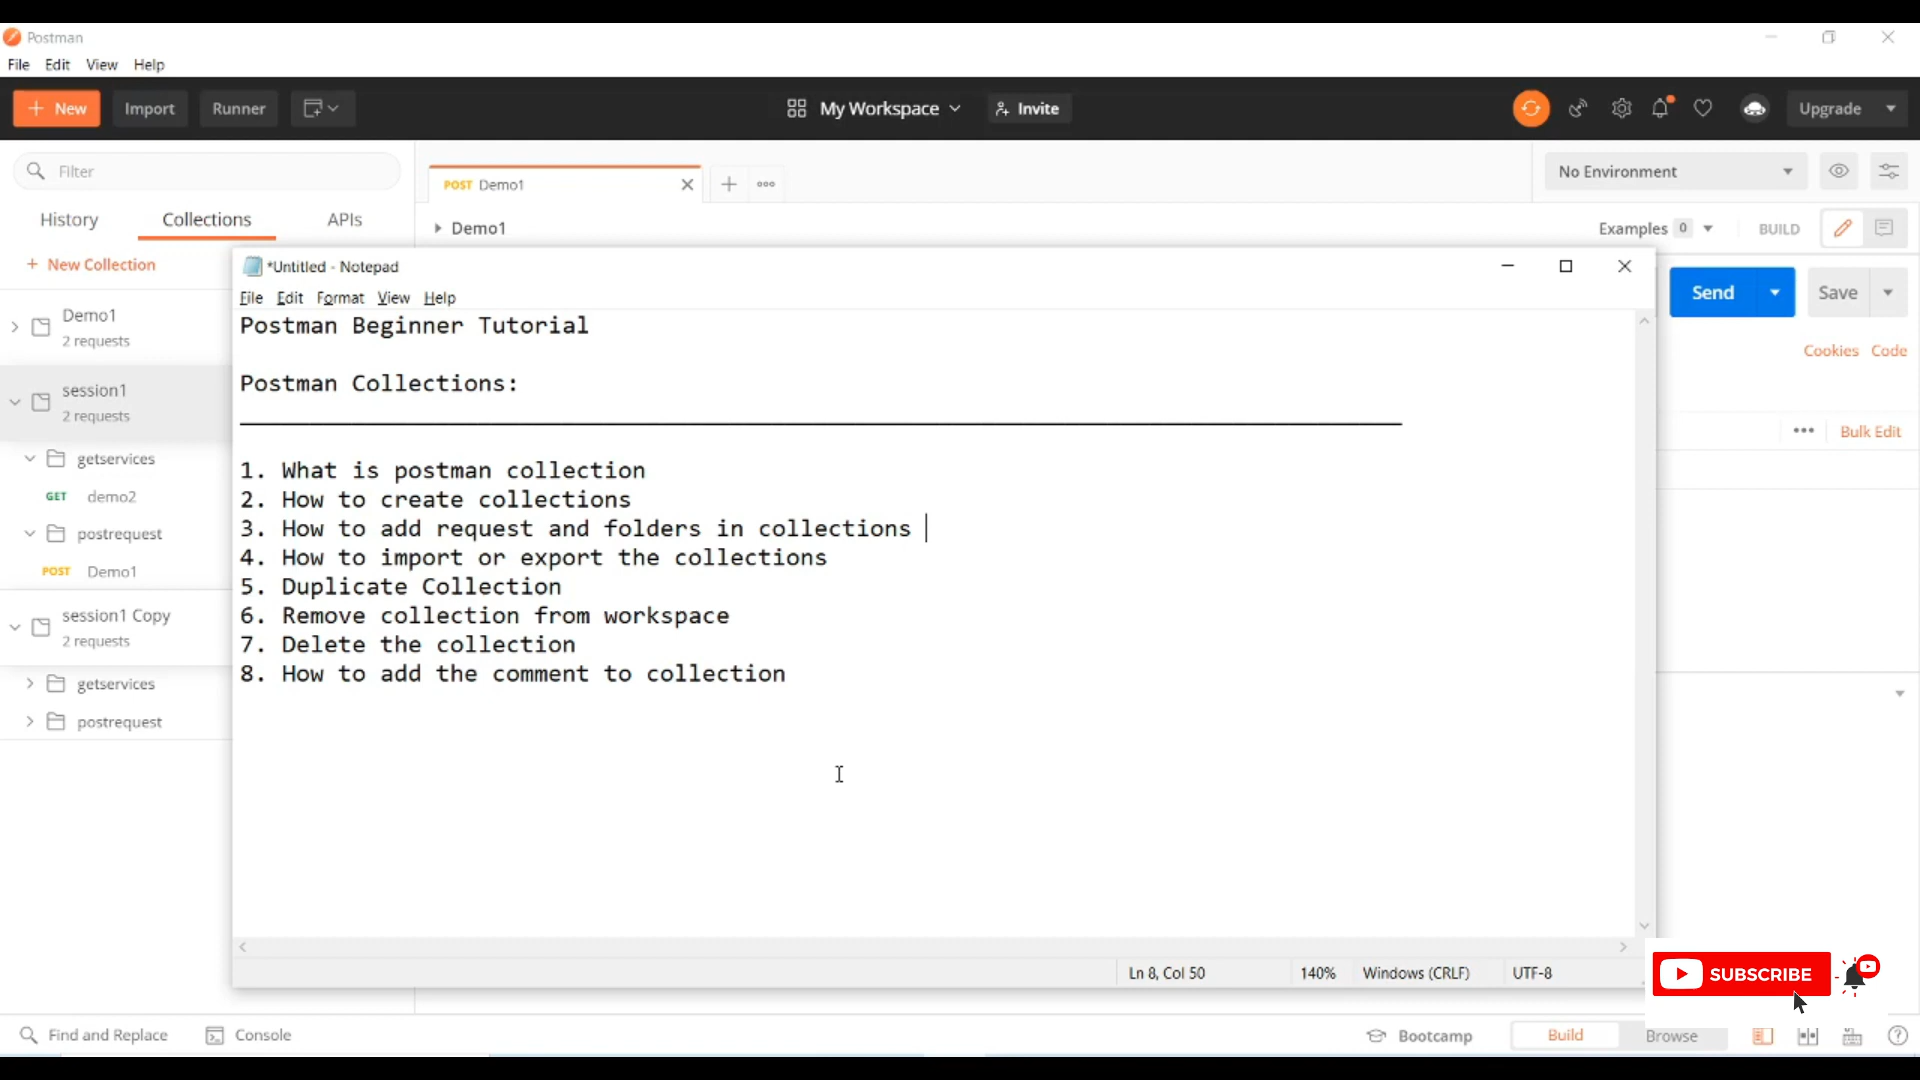 Postman
File Edit View Help
New Import Runner My Workspace Invite Upgrade
Filter
POST Demo1
No Environment
History Collections APIs
Demo1
Examples 0 BUILD
+ New Collection
Demo1
2 requests
session1
2 requests
getservices
GET demo2
postrequest
POST Demo1
session1 Copy
2 requests
getservices
postrequest
*Untitled - Notepad
File Edit Format View Help
Postman Beginner Tutorial
Postman Collections:
1. What is postman collection
2. How to create collections
3. How to add request and folders in collections
4. How to import or export the collections
5. Duplicate Collection
6. Remove collection from workspace
7. Delete the collection
8. How to add the comment to collection
Ln 8, Col 50 140% Windows (CRLF) UTF-8
Send Save
Cookies Code
Bulk Edit
SUBSCRIBE
Find and Replace Console Bootcamp Build Browse